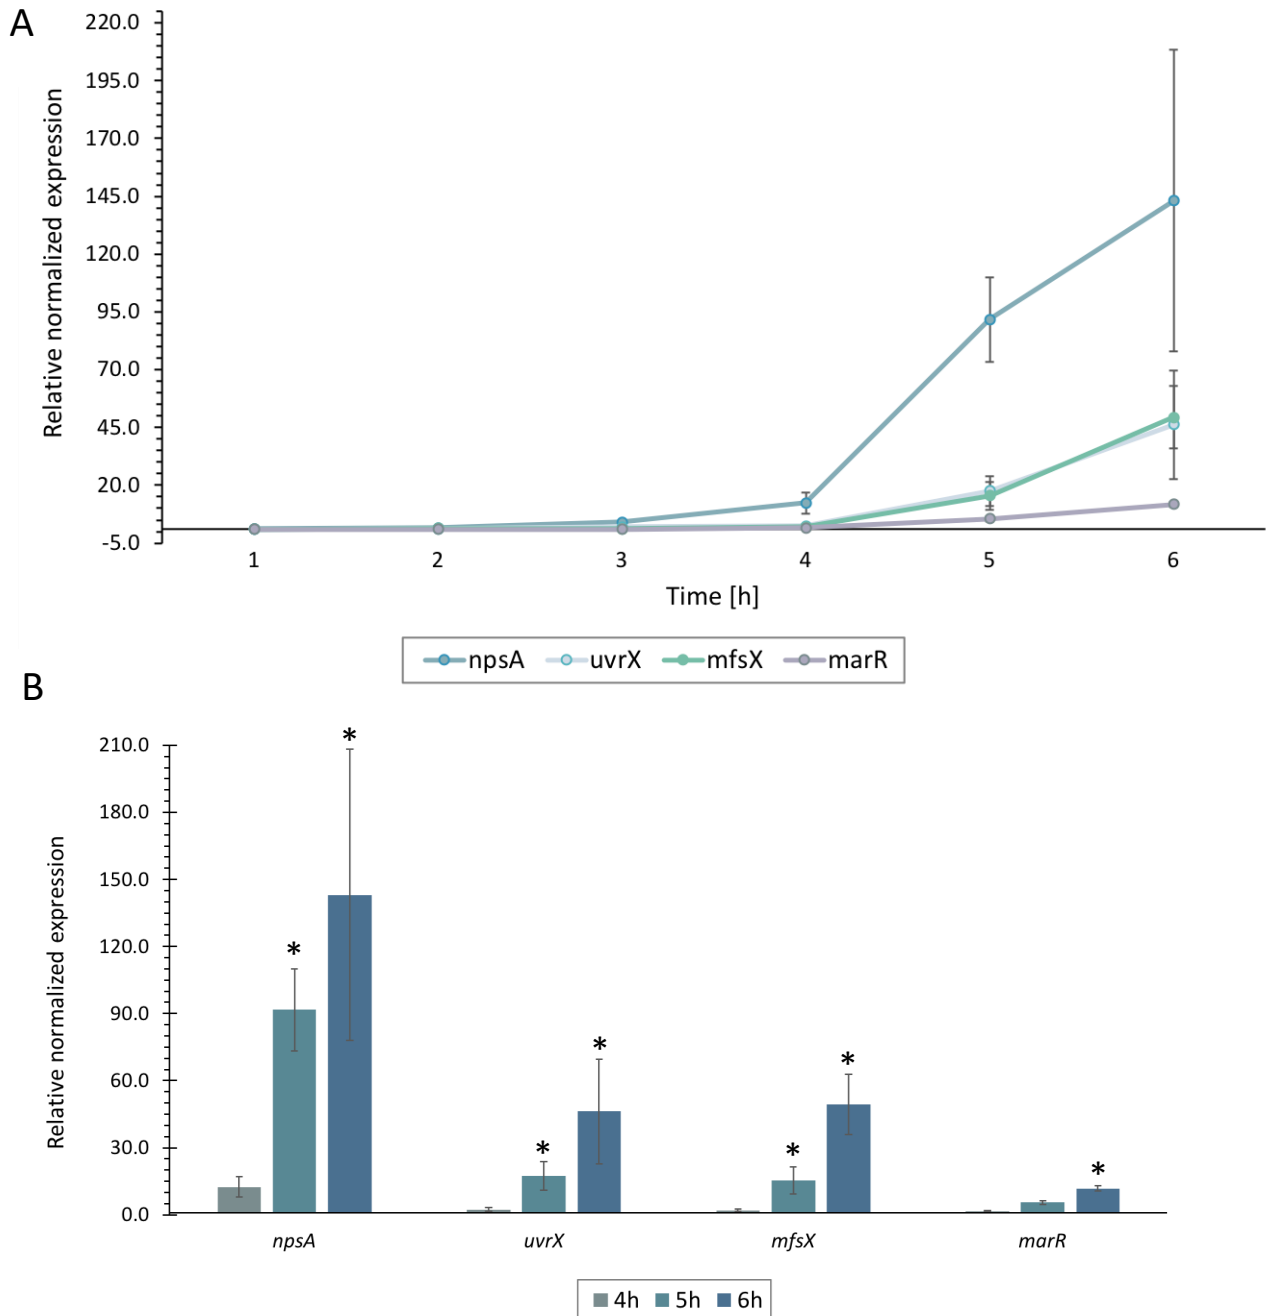 A
Relative normalized expression
220.0
195.0
170.0
145.0
120.0
95.0
70.0
45.0
20.0
-5.0
1 2 3 4 5 6
Time [h]
npsA uvrX mfsX marR
B
Relative normalized expression
210.0
180.0
150.0
120.0
90.0
60.0
30.0
0.0
* * * * * * *
npsA uvrX mfsX marR
4h 5h 6h